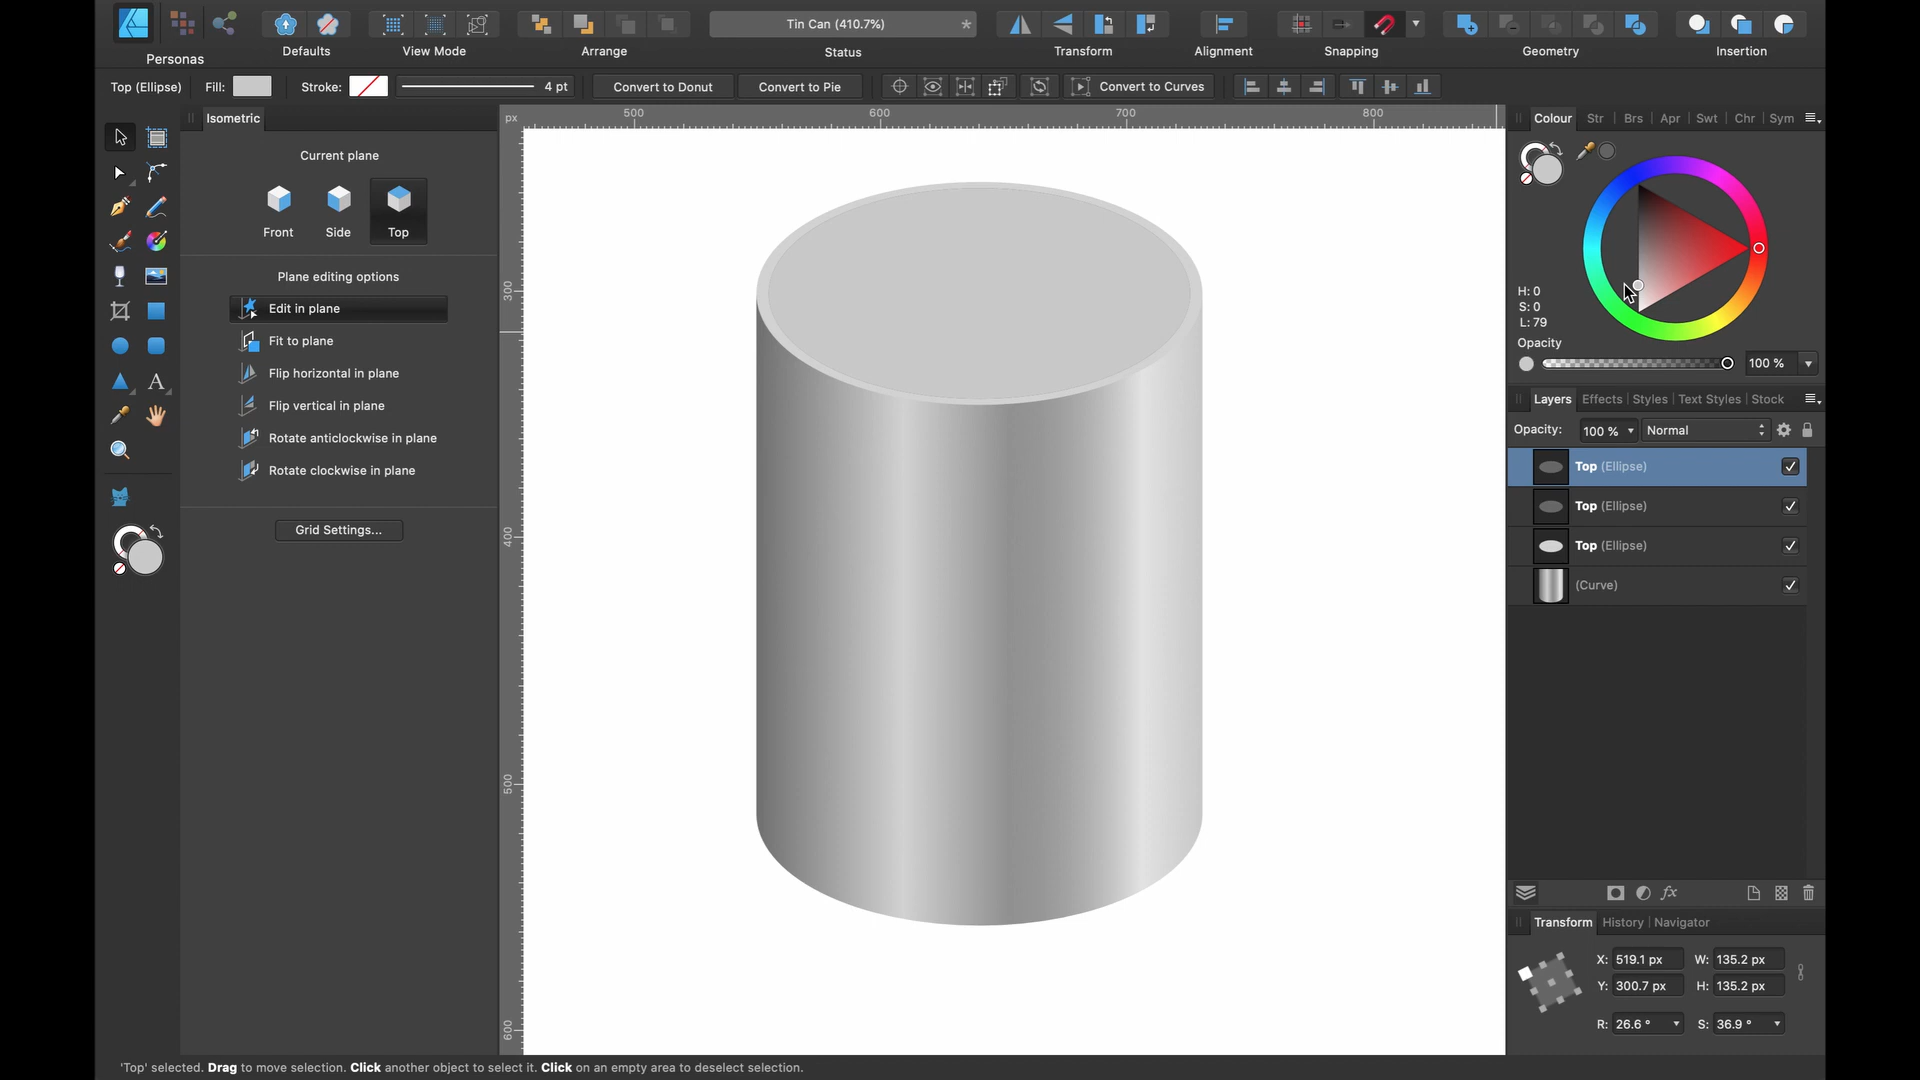 Tin Can (410.7%)
*
Personas
Defaults
View Mode
Arrange
Status
Transform
Alignment
Snapping
Geometry
Insertion
Top (Ellipse)
Fill:
Stroke:
4 pt
Convert to Donut
Convert to Pie
Convert to Curves
Isometric
Current plane
Front
Side
Top
Plane editing options
Edit in plane
Fit to plane
Flip horizontal in plane
Flip vertical in plane
Rotate anticlockwise in plane
Rotate clockwise in plane
Grid Settings...
px
500
600
700
800
300
400
500
600
Colour Str Brs Apr Swt Chr Sym
H: 0
S: 0
L: 79
Opacity
100 %
Layers Effects Styles Text Styles Stock
Opacity: 100 % Normal
Top (Ellipse)
Top (Ellipse)
Top (Ellipse)
(Curve)
fx
Transform History Navigator
X: 519.1 px W: 135.2 px
Y: 300.7 px H: 135.2 px
R: 26.6 ° S: 36.9 °
'Top' selected. Drag to move selection. Click another object to select it. Click on an empty area to deselect selection.